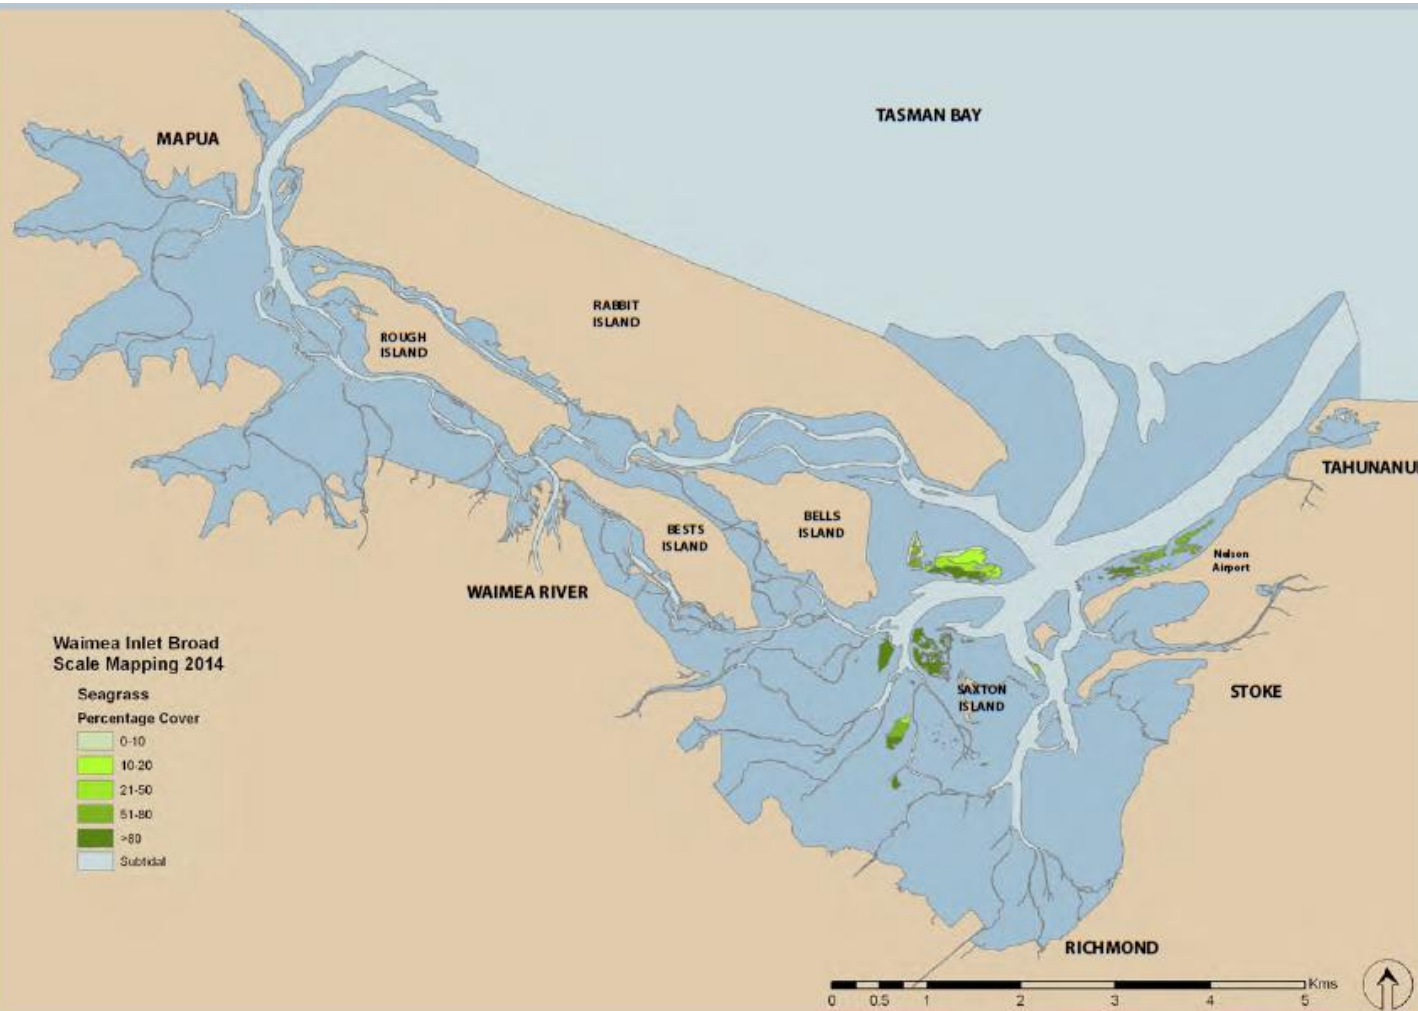 TASMAN BAY
MAPUA
RABBIT
ISLAND
ROUGH
ISLAND
TAHUNANUI
BELLS
ISLAND
BESTS
ISLAND
Nelson
Airport
WAIMEA RIVER
Waimea Inlet Broad
Scale Mapping 2014
Seagrass
Percentage Cover
0-10
10-20
21-50
51-80
>80
Subtidal
SAXTON
ISLAND
STOKE
RICHMOND
Kms
0 0.5 1 2 3 4 5